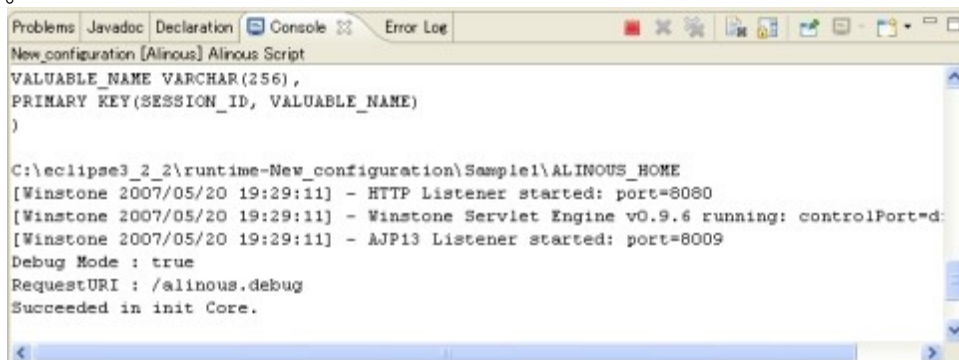 Problems Javadoc Declaration Console Error Log
New_configuration [Alinous] Alinous Script
VALUABLE_NAME VARCHAR(256),
PRIMARY KEY(SESSION_ID, VALUABLE_NAME)
)
C:\eclipse3_2_2\runtime-New_configuration\Sample1\ALINOUS_HOME
[Winstone 2007/05/20 19:29:11] - HTTP Listener started: port=8080
[Winstone 2007/05/20 19:29:11] - Winstone Servlet Engine v0.9.6 running: controlPort=d
[Winstone 2007/05/20 19:29:11] - AJP13 Listener started: port=8009
Debug Mode : true
RequestURI : /alinous.debug
Succeeded in init Core.